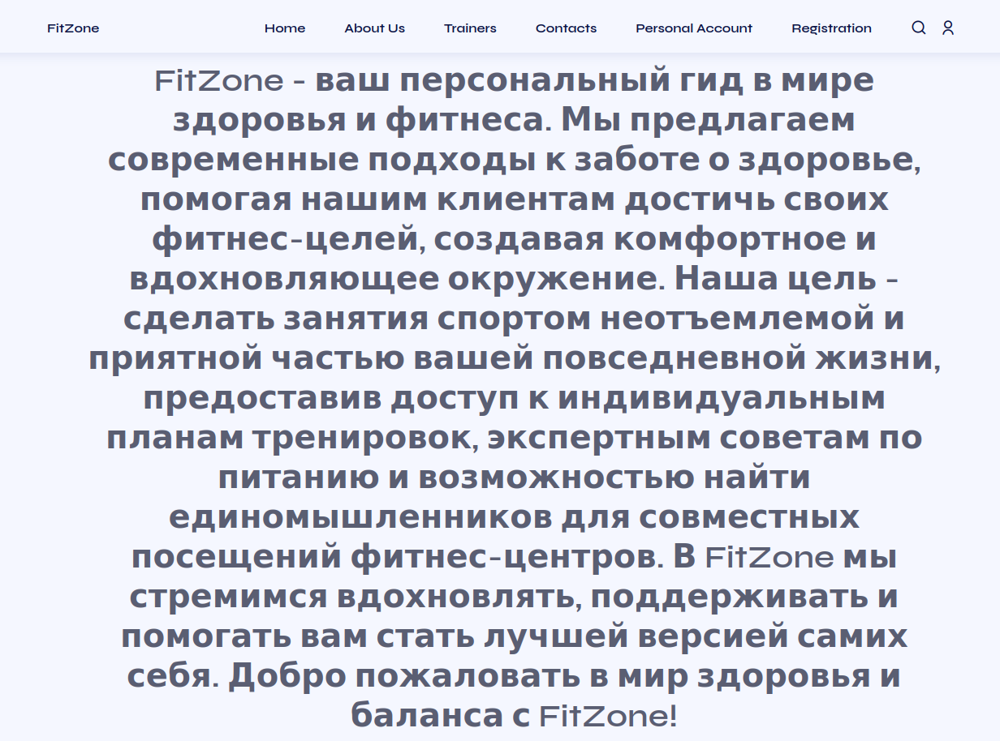 FitZone Home About Us Trainers Contacts Personal Account Registration
FitZone - ваш персональный гид в мире
здоровья и фитнеса. Мы предлагаем
современные подходы к заботе о здоровье,
помогая нашим клиентам достичь своих
фитнес-целей, создавая комфортное и
вдохновляющее окружение. Наша цель -
сделать занятия спортом неотъемлемой и
приятной частью вашей повседневной жизни,
предоставив доступ к индивидуальным
планам тренировок, экспертным советам по
питанию и возможностью найти
единомышленников для совместных
посещений фитнес-центров. В FitZone мы
стремимся вдохновлять, поддерживать и
помогать вам стать лучшей версией самих
себя. Добро пожаловать в мир здоровья и
баланса с FitZone!